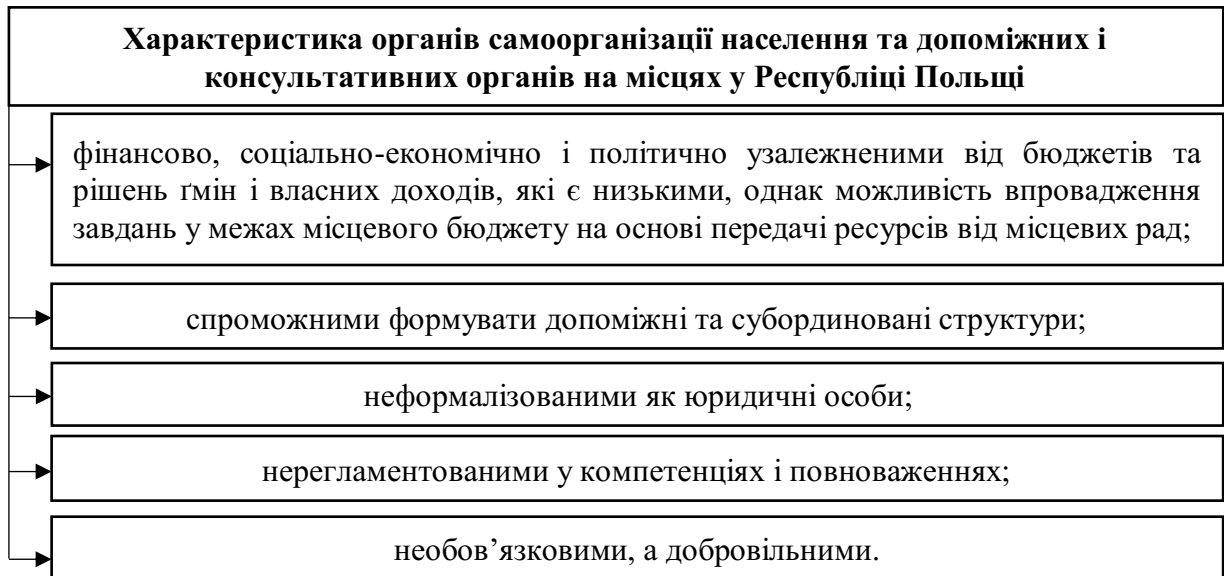 Характеристика органів самоорганізації населення та допоміжних і
консультативних органів на місцях у Республіці Польщі
фінансово, соціально-економічно і політично узалежненими від бюджетів та
рішень ґмін і власних доходів, які є низькими, однак можливість впровадження
завдань у межах місцевого бюджету на основі передачі ресурсів від місцевих рад;
спроможними формувати допоміжні та субординовані структури;
неформалізованими як юридичні особи;
нерегламентованими у компетенціях і повноваженнях;
необов’язковими, а добровільними.